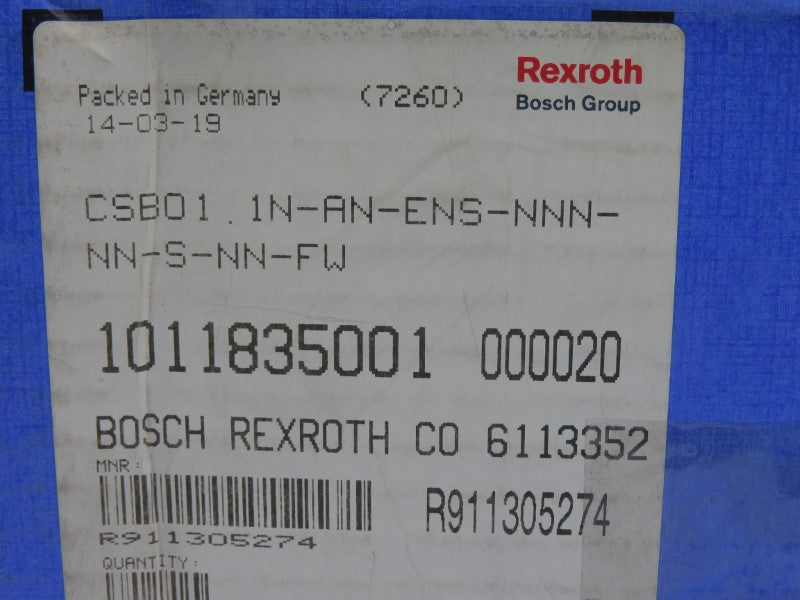 Packed in Germany (7260)
14-03-19
Rexroth
Bosch Group
CSB01.1N-AN-ENS-NNN-
NN-S-NN-FW
1011835001 000020
BOSCH REXROTH CO 6113352
MNR:
R911305274
R911305274
QUANTITY: